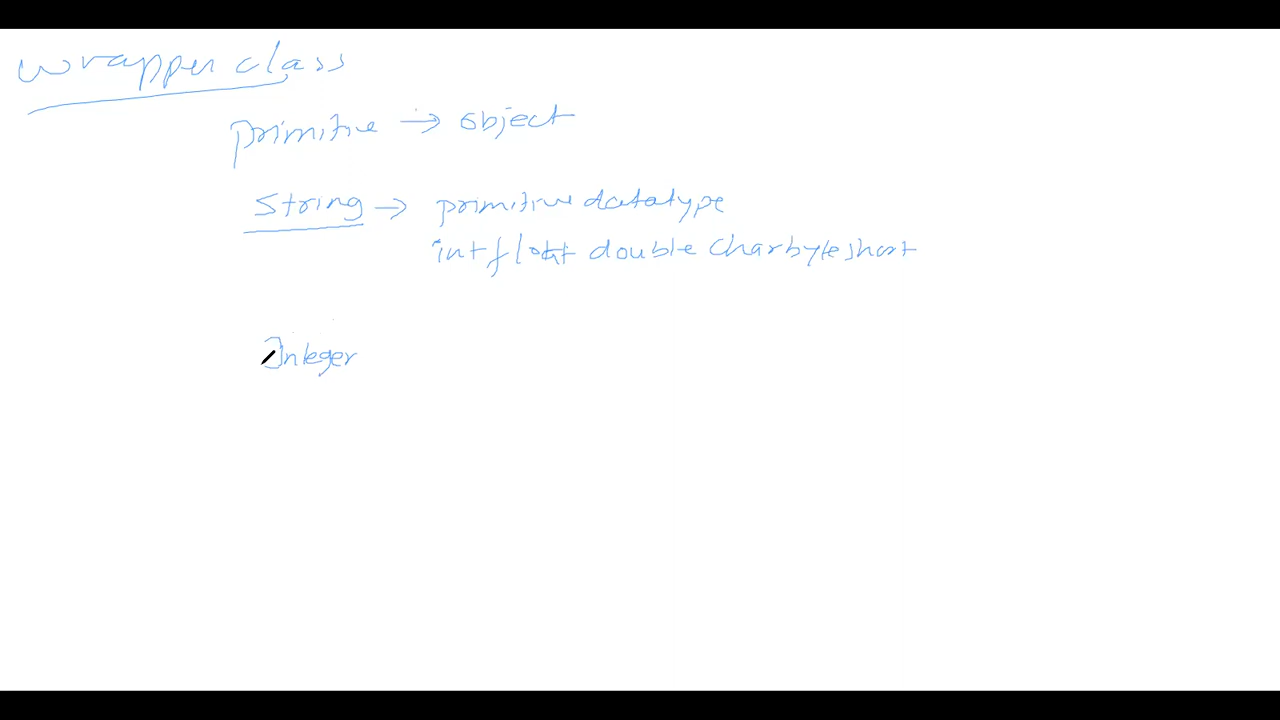 wrapper class
primitive → object
String → primitive datatype
int float double char byte short
Integer